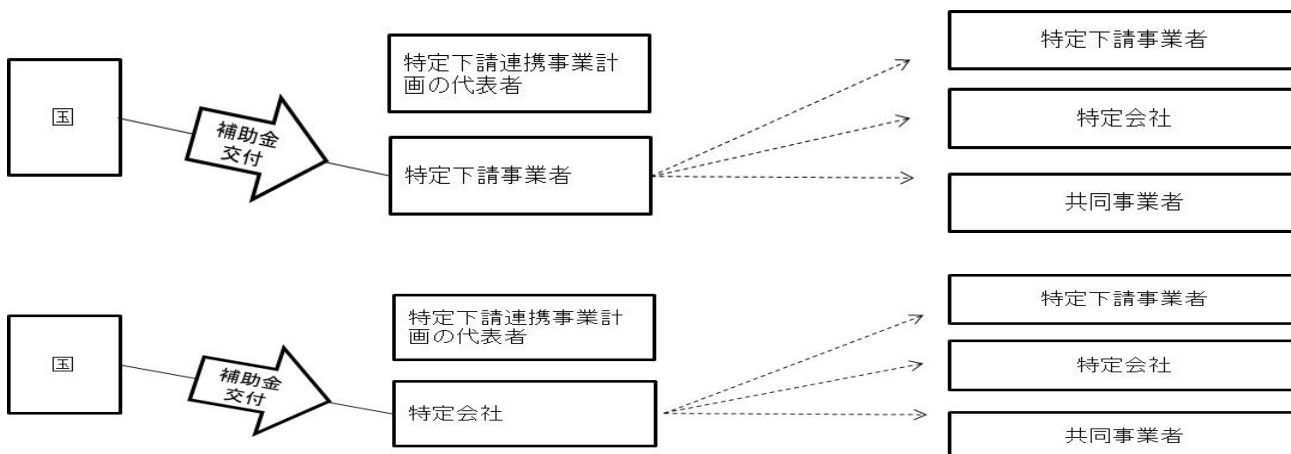 国
補助金
交付
特定下請連携事業計
画の代表者
特定下請事業者
特定下請事業者
特定会社
共同事業者
国
補助金
交付
特定下請連携事業計
画の代表者
特定会社
特定下請事業者
特定会社
共同事業者